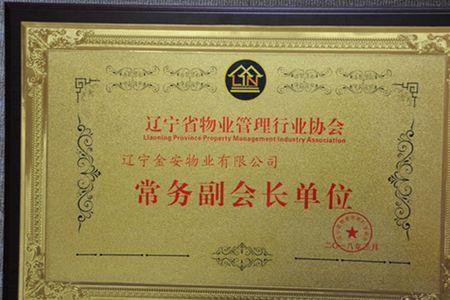 LN
辽宁省物业管理行业协会
Liaoning Province Property Management Industry Association
辽宁金安物业有限公司
常务副会长单位